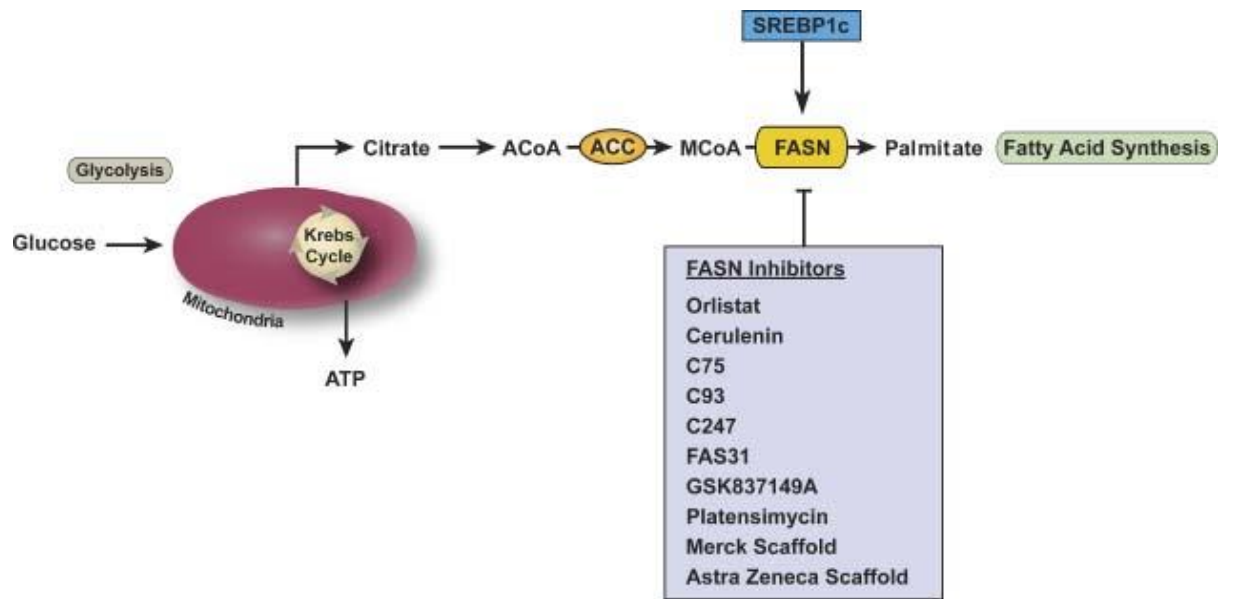 SREBP1c
Citrate ACoA ACC MCoA FASN Palmitate Fatty Acid Synthesis
Glycolysis
Glucose
Krebs
Cycle
Mitochondria
ATP
FASN Inhibitors
Orlistat
Cerulenin
C75
C93
C247
FAS31
GSK837149A
Platensimycin
Merck Scaffold
Astra Zeneca Scaffold